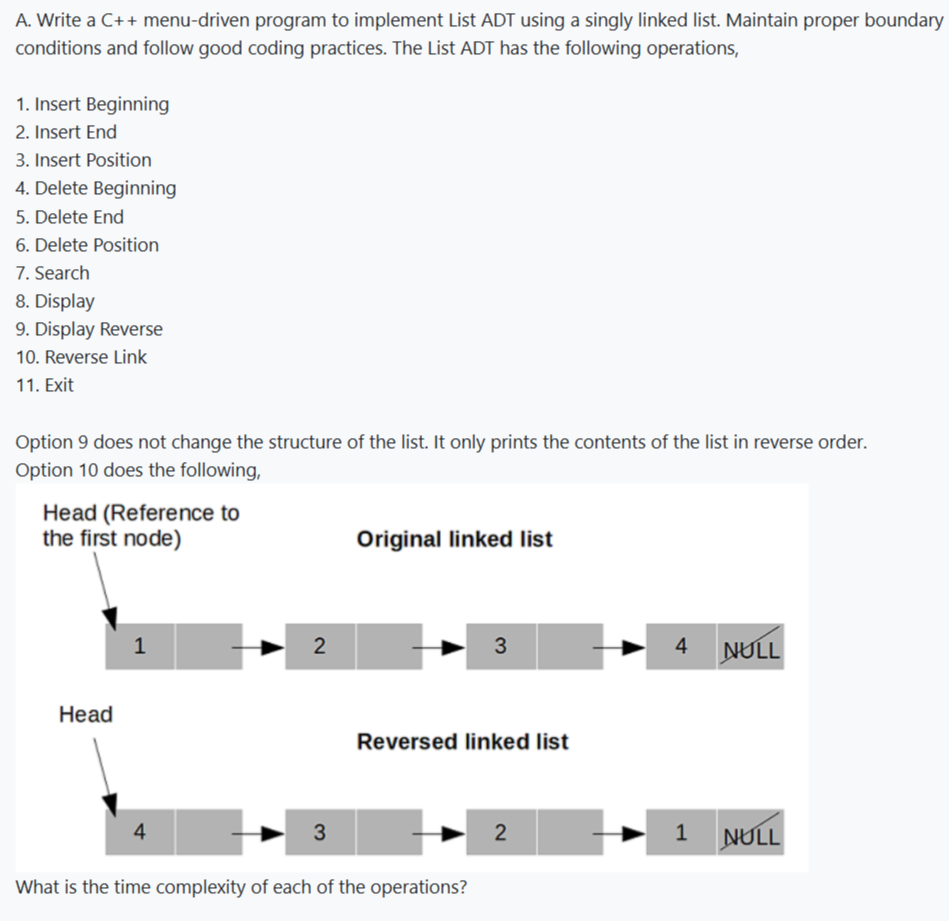 A. Write a C++ menu-driven program to implement List ADT using a singly linked list. Maintain proper boundary
conditions and follow good coding practices. The List ADT has the following operations,
1. Insert Beginning
2. Insert End
3. Insert Position
4. Delete Beginning
5. Delete End
6. Delete Position
7. Search
8. Display
9. Display Reverse
10. Reverse Link
11. Exit
Option 9 does not change the structure of the list. It only prints the contents of the list in reverse order.
Option 10 does the following,
Head (Reference to
the first node)
Original linked list
1 2 3 4 NULL
Head
Reversed linked list
4 3 2 1 NULL
What is the time complexity of each of the operations?